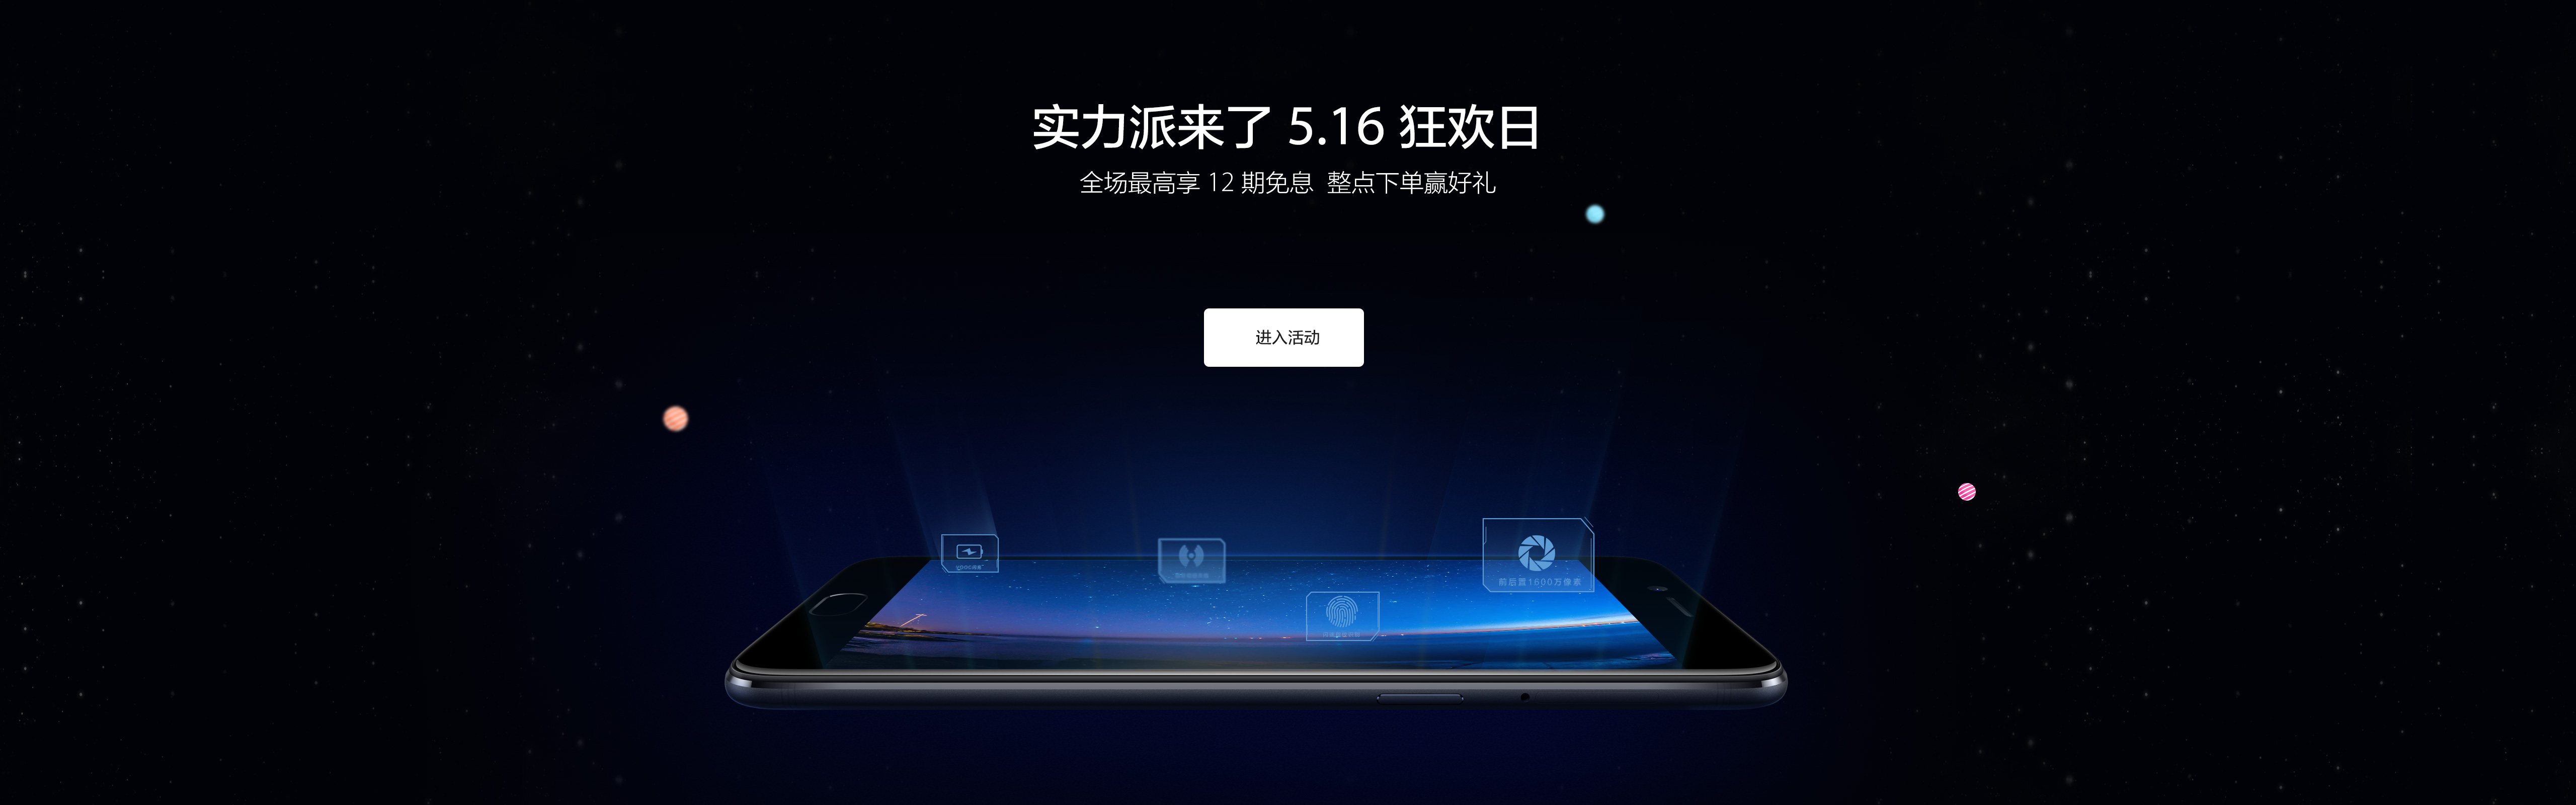 实力派来了 5.16 狂欢日
全场最高享 12 期免息 整点下单赢好礼
进入活动
VOOC闪充
前后置1600万像素